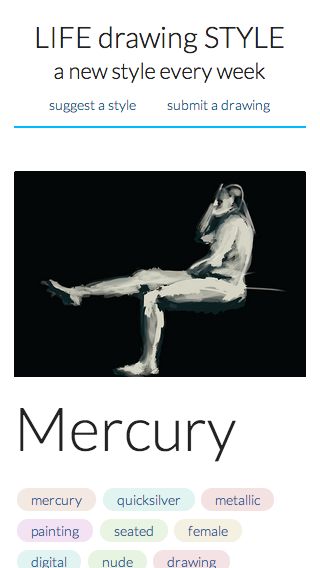 LIFE drawing STYLE
a new style every week
suggest a style submit a drawing
Mercury
mercury quicksilver metallic
painting seated female
digital nude drawing